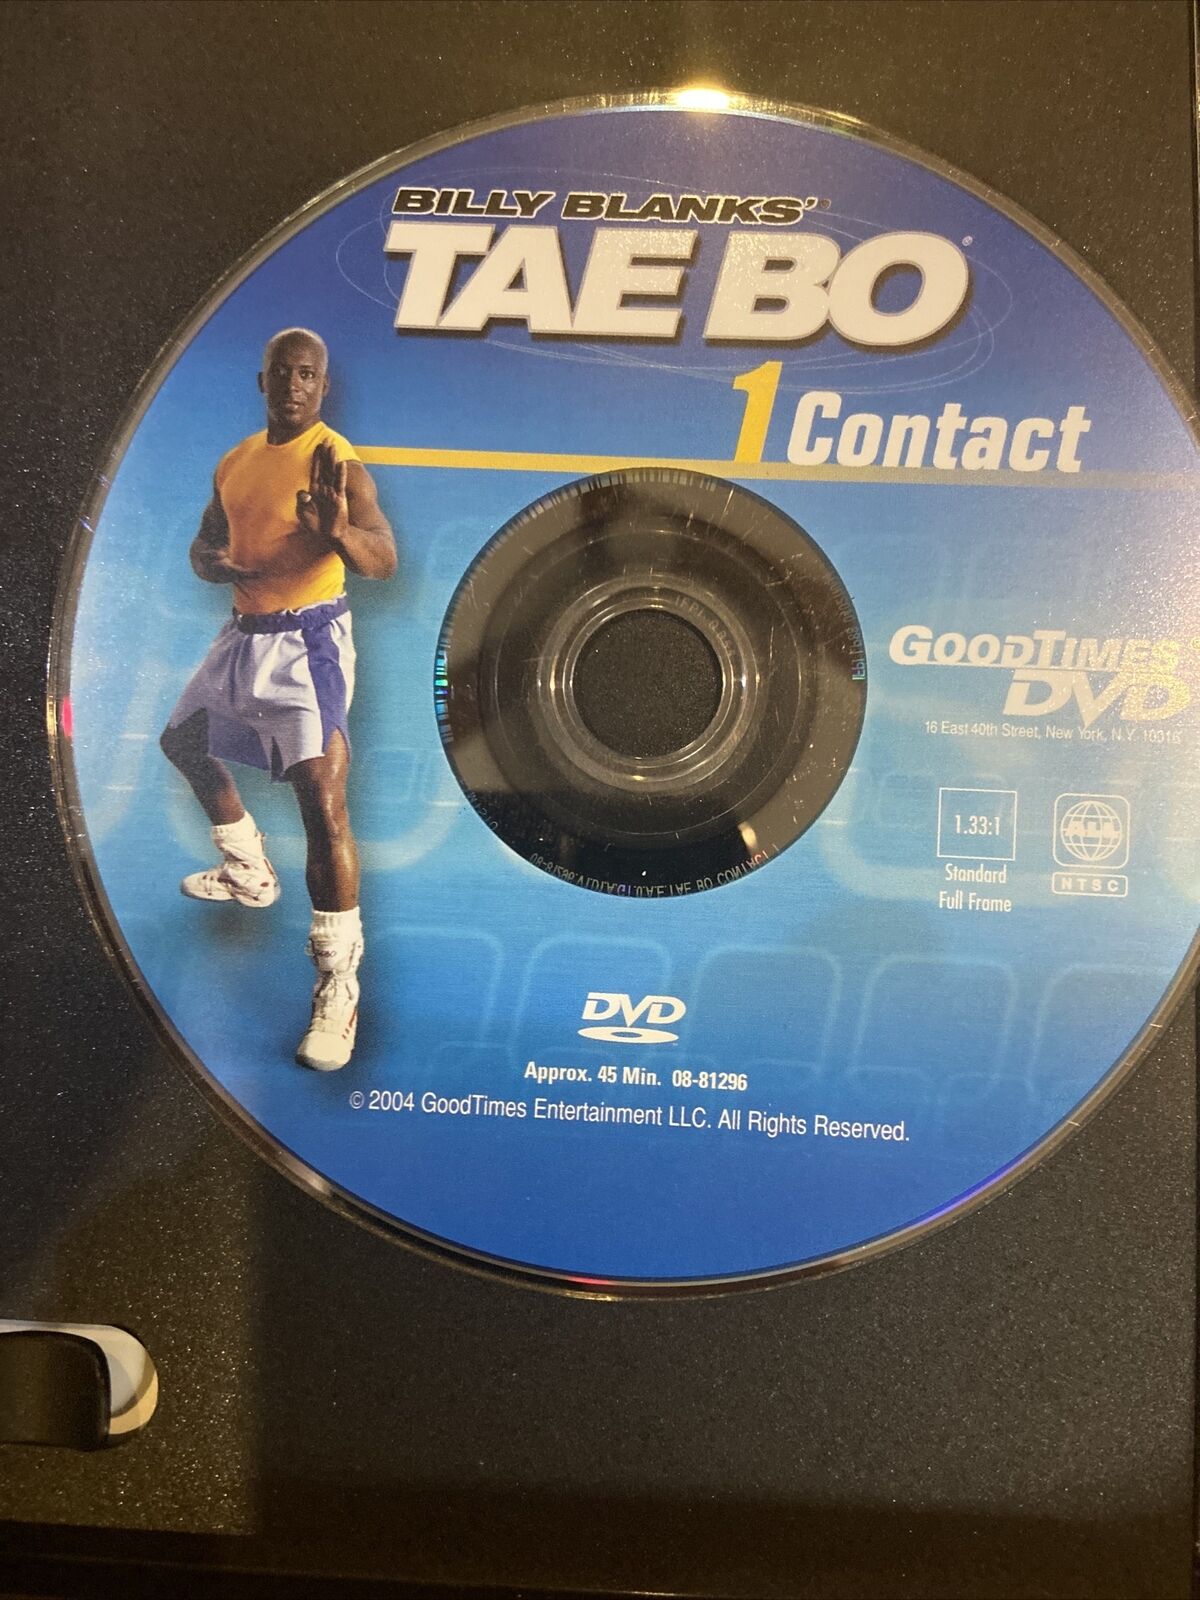 BILLY BLANKS'®
TAE BO®
1 Contact
GOODTIMES
DVD
16 East 40th Street, New York, N.Y. 10016
1.33:1
Standard
Full Frame
ALL
NTSC
DVD
Approx. 45 Min. 08-81296
© 2004 GoodTimes Entertainment LLC. All Rights Reserved.